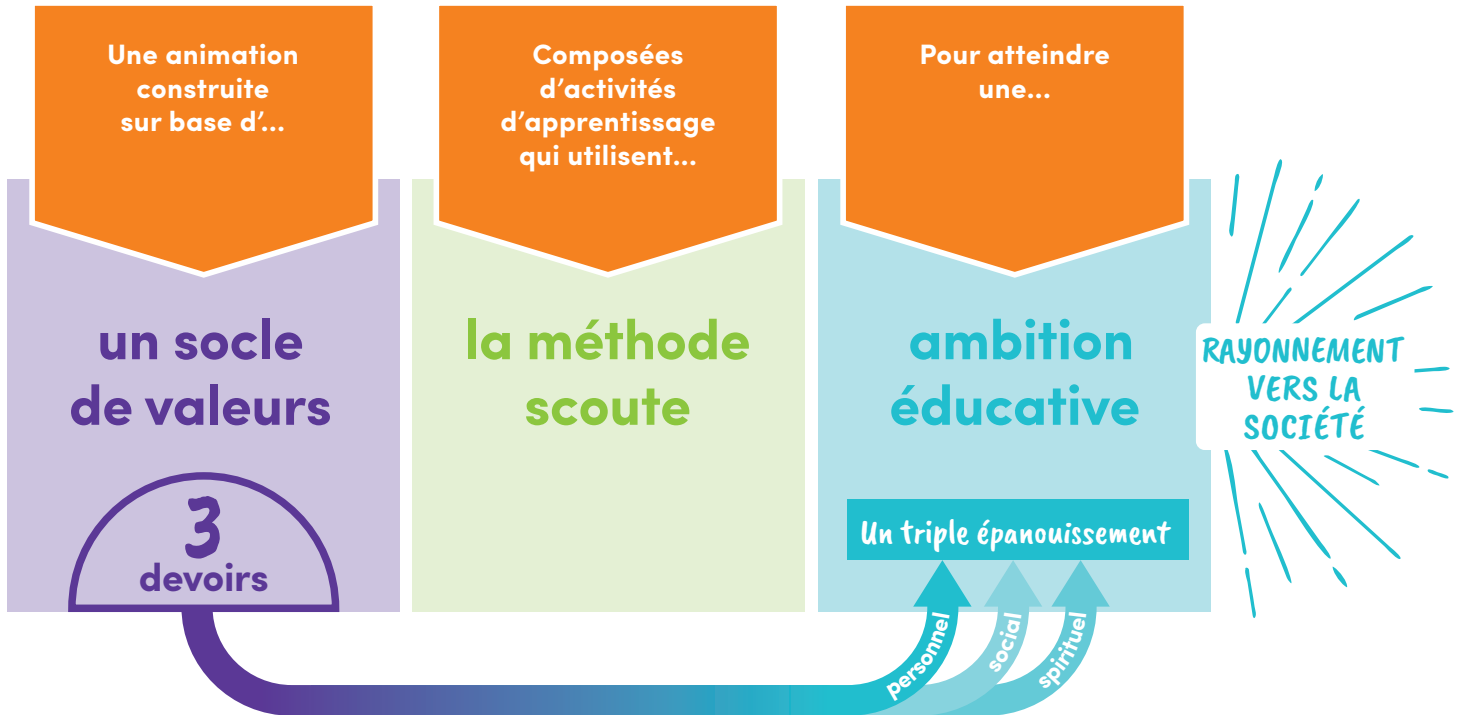 Une animation
construite
sur base d'...
un socle
de valeurs
3
devoirs
Composées
d'activités
d'apprentissage
qui utilisent...
la méthode
scoute
Pour atteindre
une...
ambition
éducative
Un triple épanouissement
personnel
social
spirituel
RAYONNEMENT
VERS LA
SOCIÉTÉ